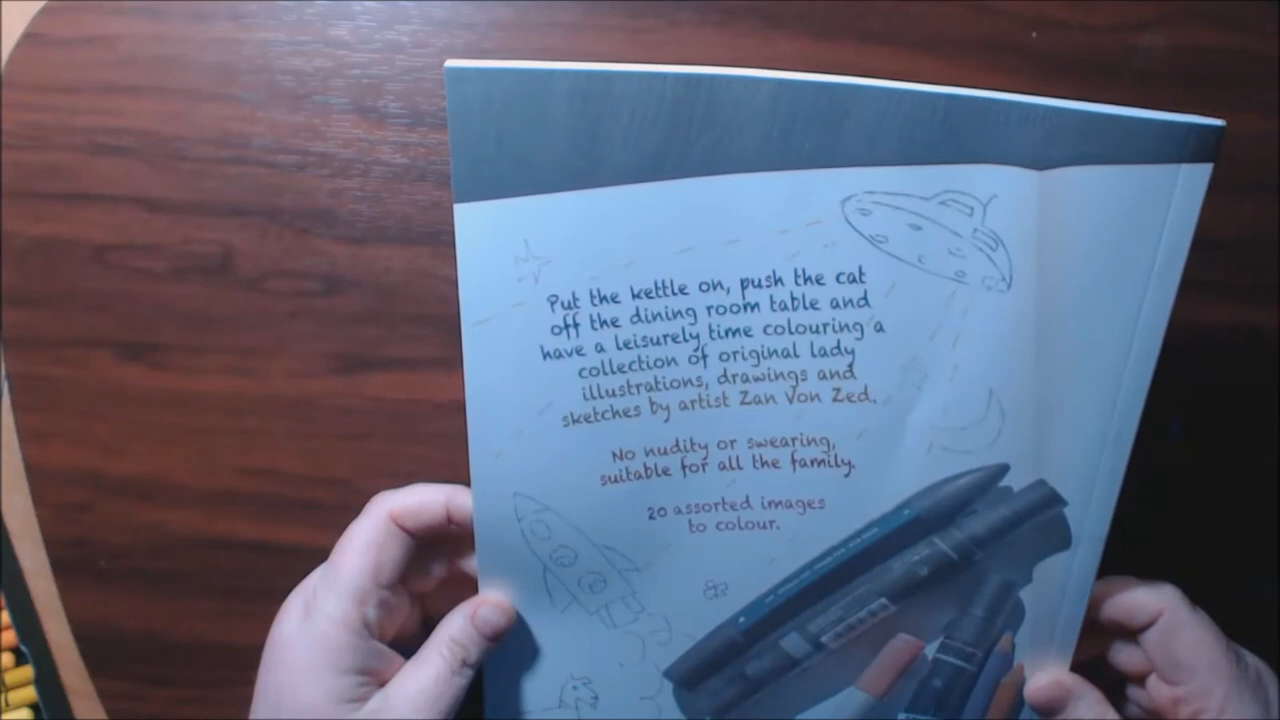 Put the kettle on, push the cat
off the dining room table and
have a leisurely time colouring a
collection of original lady
illustrations, drawings and
sketches by artist Zan Von Zed.
No nudity or swearing,
suitable for all the family.
20 assorted images
to colour.